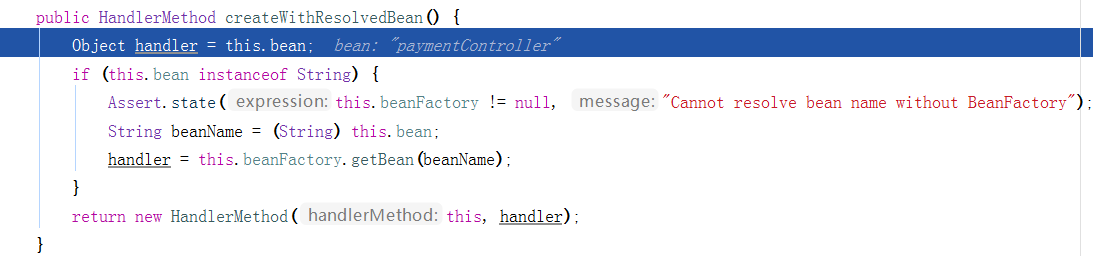 public HandlerMethod createWithResolvedBean() {
Object handler = this.bean; bean: "paymentController"
if (this.bean instanceof String) {
Assert.state( expression: this.beanFactory != null, message: "Cannot resolve bean name without BeanFactory");
String beanName = (String) this.bean;
handler = this.beanFactory.getBean(beanName);
}
return new HandlerMethod( handlerMethod: this, handler);
}